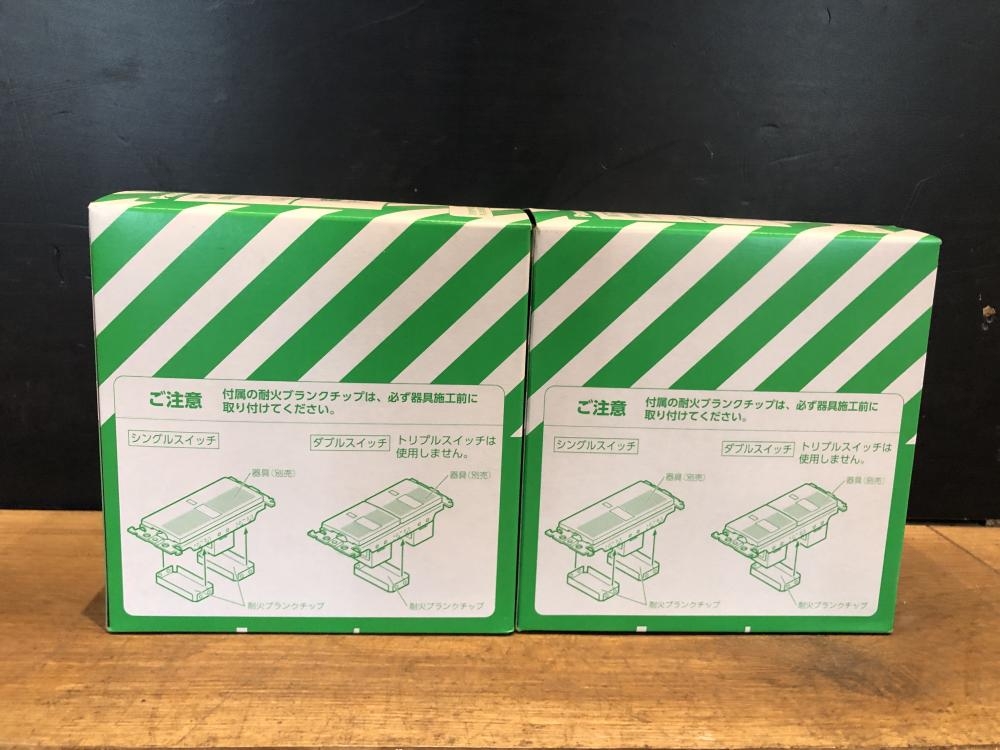 ご注意
付属の耐火ブランクチップは、必ず器具施工前に
取り付けてください。
シングルスイッチ
ダブルスイッチ
トリプルスイッチは
使用しません。
器具(別売)
器具(別売)
耐火ブランクチップ
耐火ブランクチップ
ご注意
付属の耐火ブランクチップは、必ず器具施工前に
取り付けてください。
シングルスイッチ
ダブルスイッチ
トリプルスイッチは
使用しません。
器具(別売)
器具(別売)
耐火ブランクチップ
耐火ブランクチップ